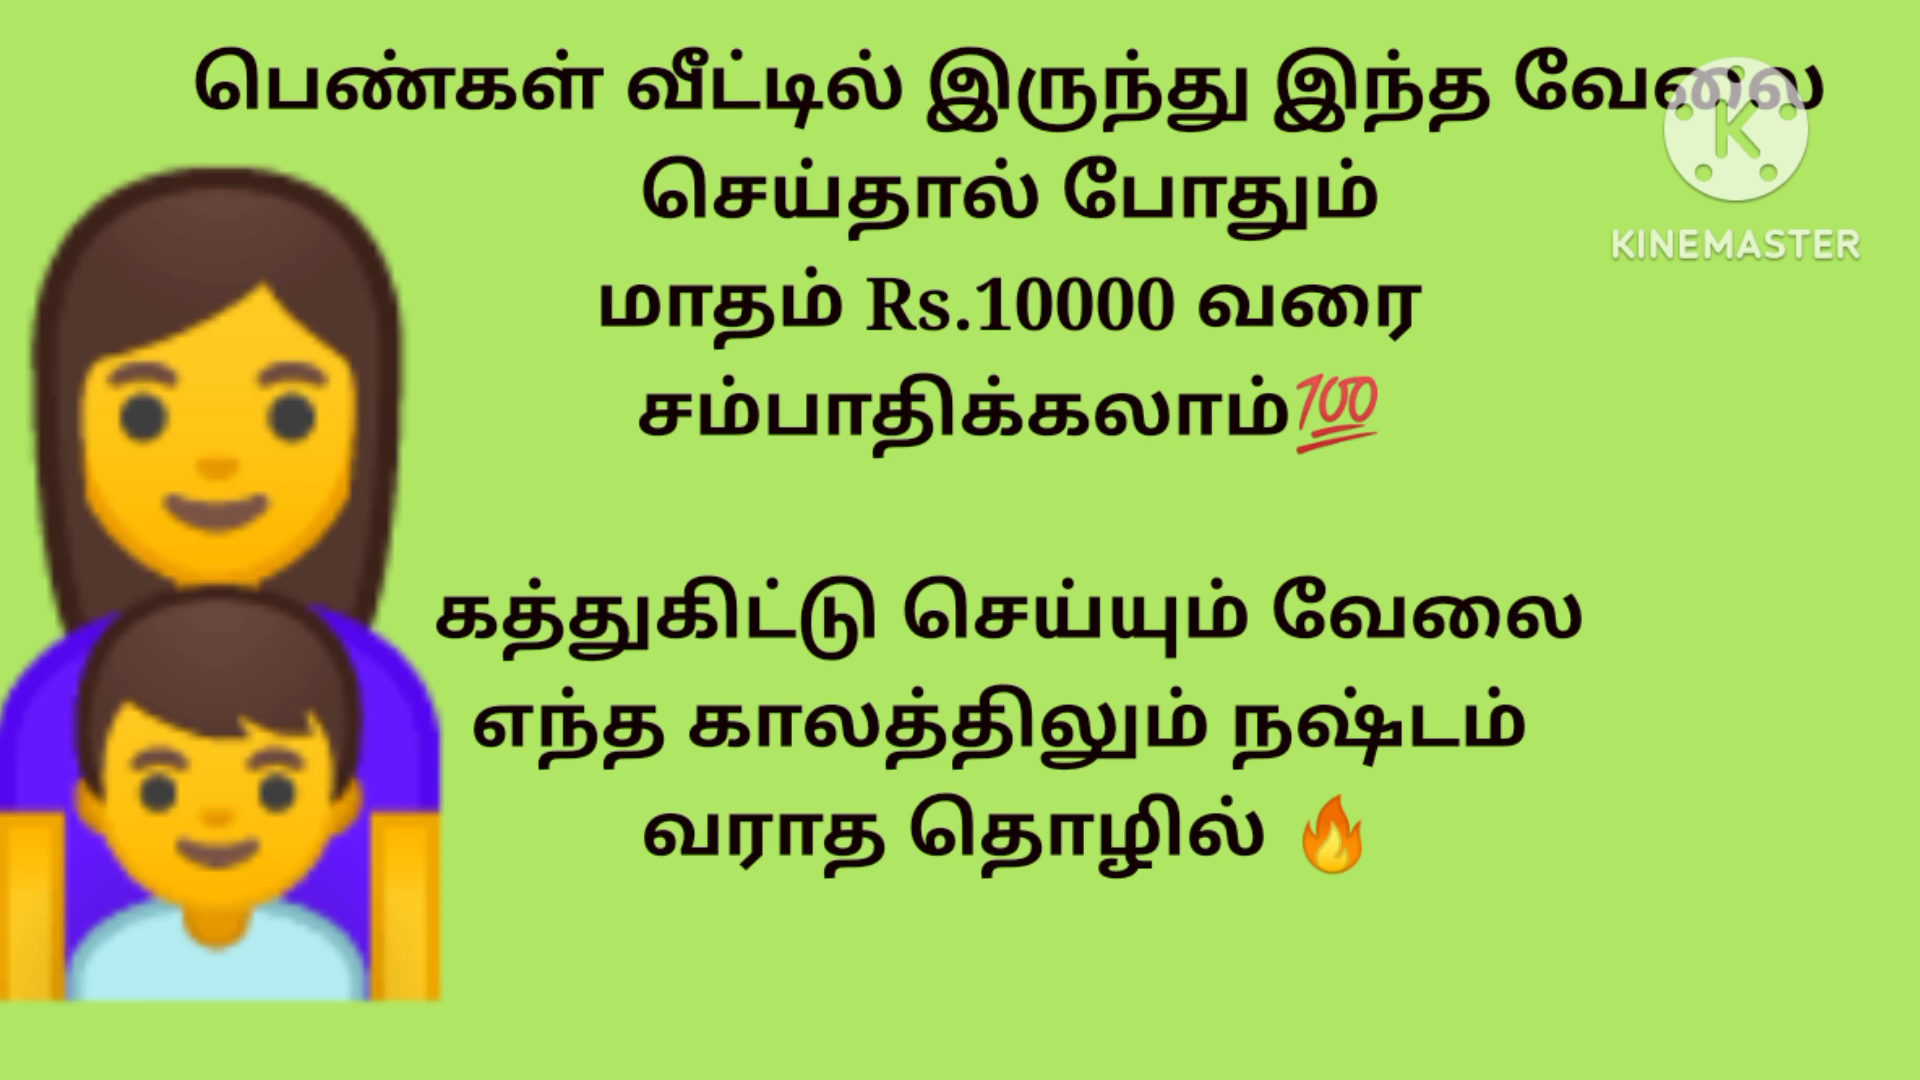 பெண்கள் வீட்டில் இருந்து இந்த வேலை
செய்தால் போதும்
மாதம் Rs.10000 வரை
சம்பாதிக்கலாம்💯
KINEMASTER
கத்துகிட்டு செய்யும் வேலை
எந்த காலத்திலும் நஷ்டம்
வராத தொழில் 🔥